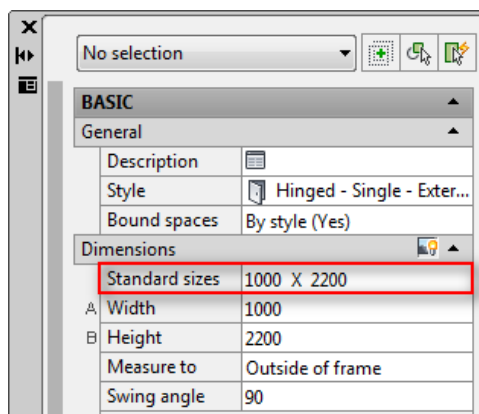 No selection
BASIC
General
Description
Style Hinged - Single - Exter...
Bound spaces By style (Yes)
Dimensions
Standard sizes 1000 X 2200
A Width 1000
B Height 2200
Measure to Outside of frame
Swing angle 90